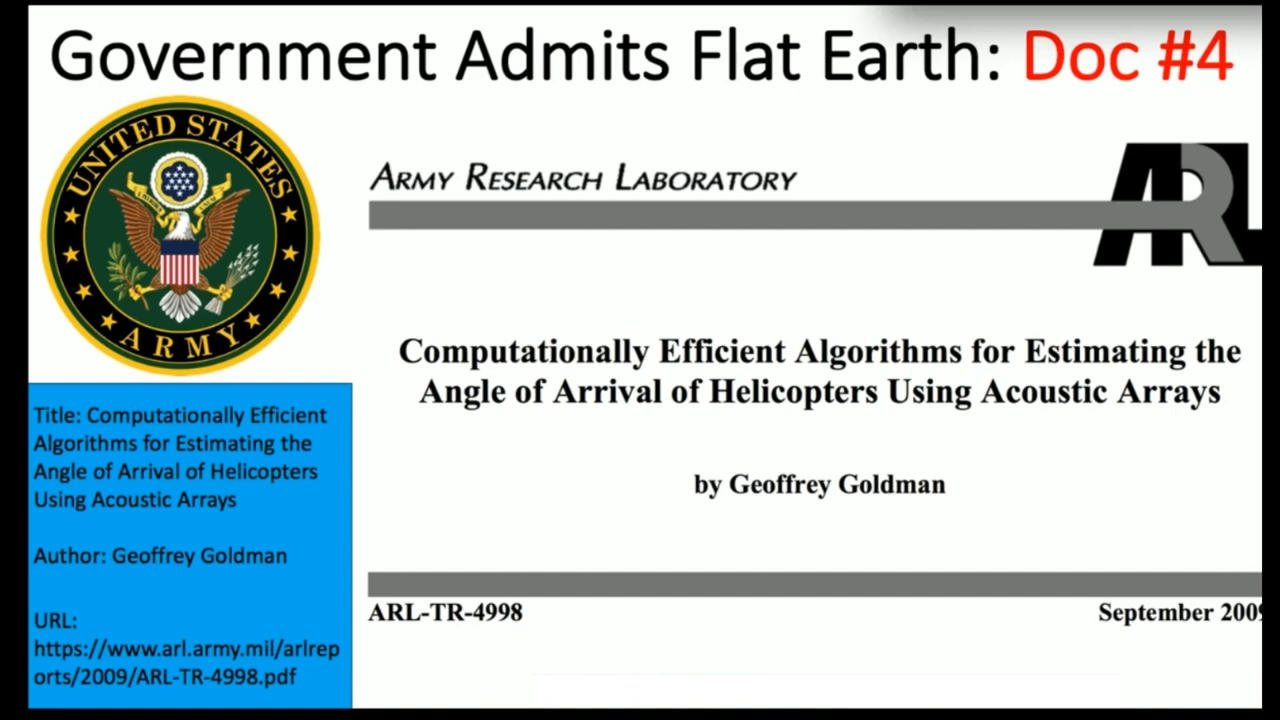 Government Admits Flat Earth: Doc #4
UNITED STATES
ARMY
ARMY RESEARCH LABORATORY
ARL
Computationally Efficient Algorithms for Estimating the
Angle of Arrival of Helicopters Using Acoustic Arrays
by Geoffrey Goldman
ARL-TR-4998
September 2009
Title: Computationally Efficient
Algorithms for Estimating the
Angle of Arrival of Helicopters
Using Acoustic Arrays
Author: Geoffrey Goldman
URL:
https://www.arl.army.mil/arlrep
orts/2009/ARL-TR-4998.pdf